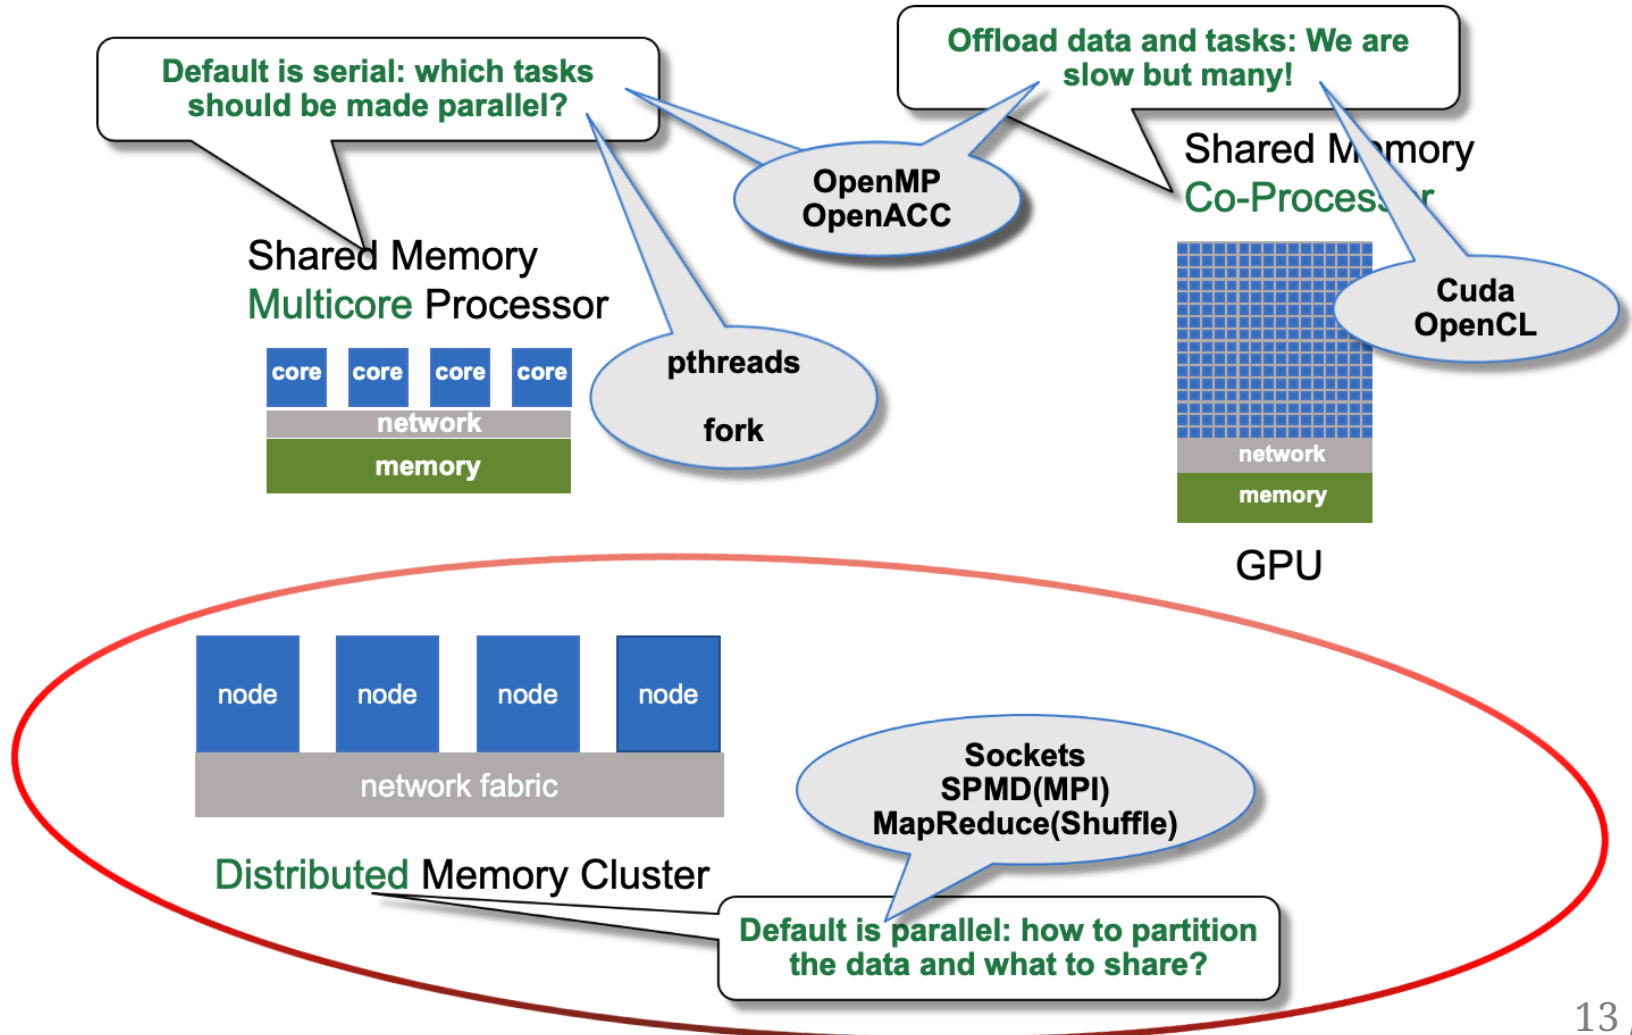 Default is serial: which tasks
should be made parallel?
Offload data and tasks: We are
slow but many!
OpenMP
OpenACC
Shared Memory
Co-Processor
Shared Memory
Multicore Processor
core core core core
network
memory
pthreads
fork
Cuda
OpenCL
network
memory
GPU
node node node node
network fabric
Sockets
SPMD(MPI)
MapReduce(Shuffle)
Distributed Memory Cluster
Default is parallel: how to partition
the data and what to share?
13